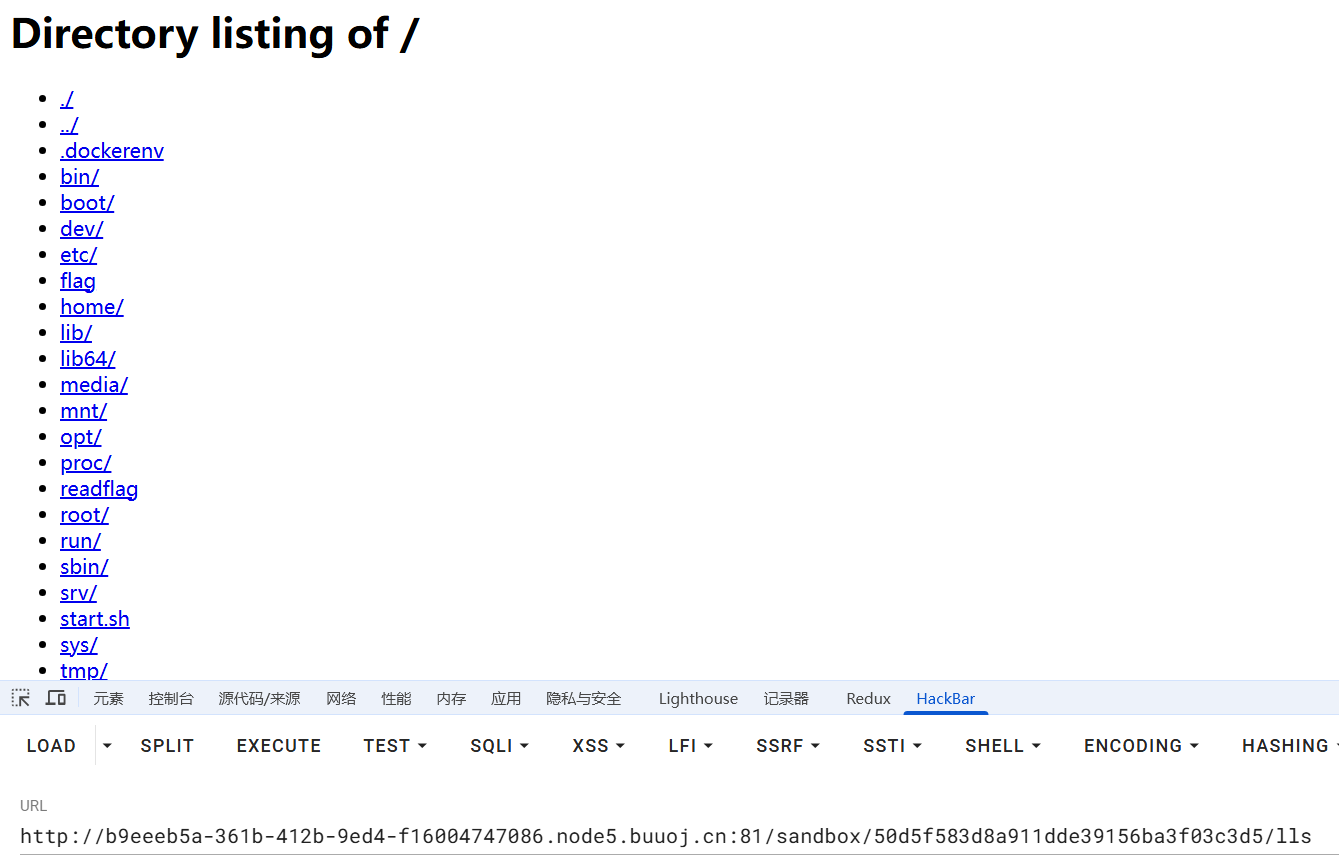 Directory listing of /
./
../
.dockerenv
bin/
boot/
dev/
etc/
flag
home/
lib/
lib64/
media/
mnt/
opt/
proc/
readflag
root/
run/
sbin/
srv/
start.sh
sys/
tmp/
元素 控制台 源代码/来源 网络 性能 内存 应用 隐私与安全 Lighthouse 记录器 Redux HackBar
LOAD SPLIT EXECUTE TEST SQLI XSS LFI SSRF SSTI SHELL ENCODING HASHING
URL
http://b9eeeb5a-361b-412b-9ed4-f16004747086.node5.buuoj.cn:81/sandbox/50d5f583d8a911dde39156ba3f03c3d5/lls